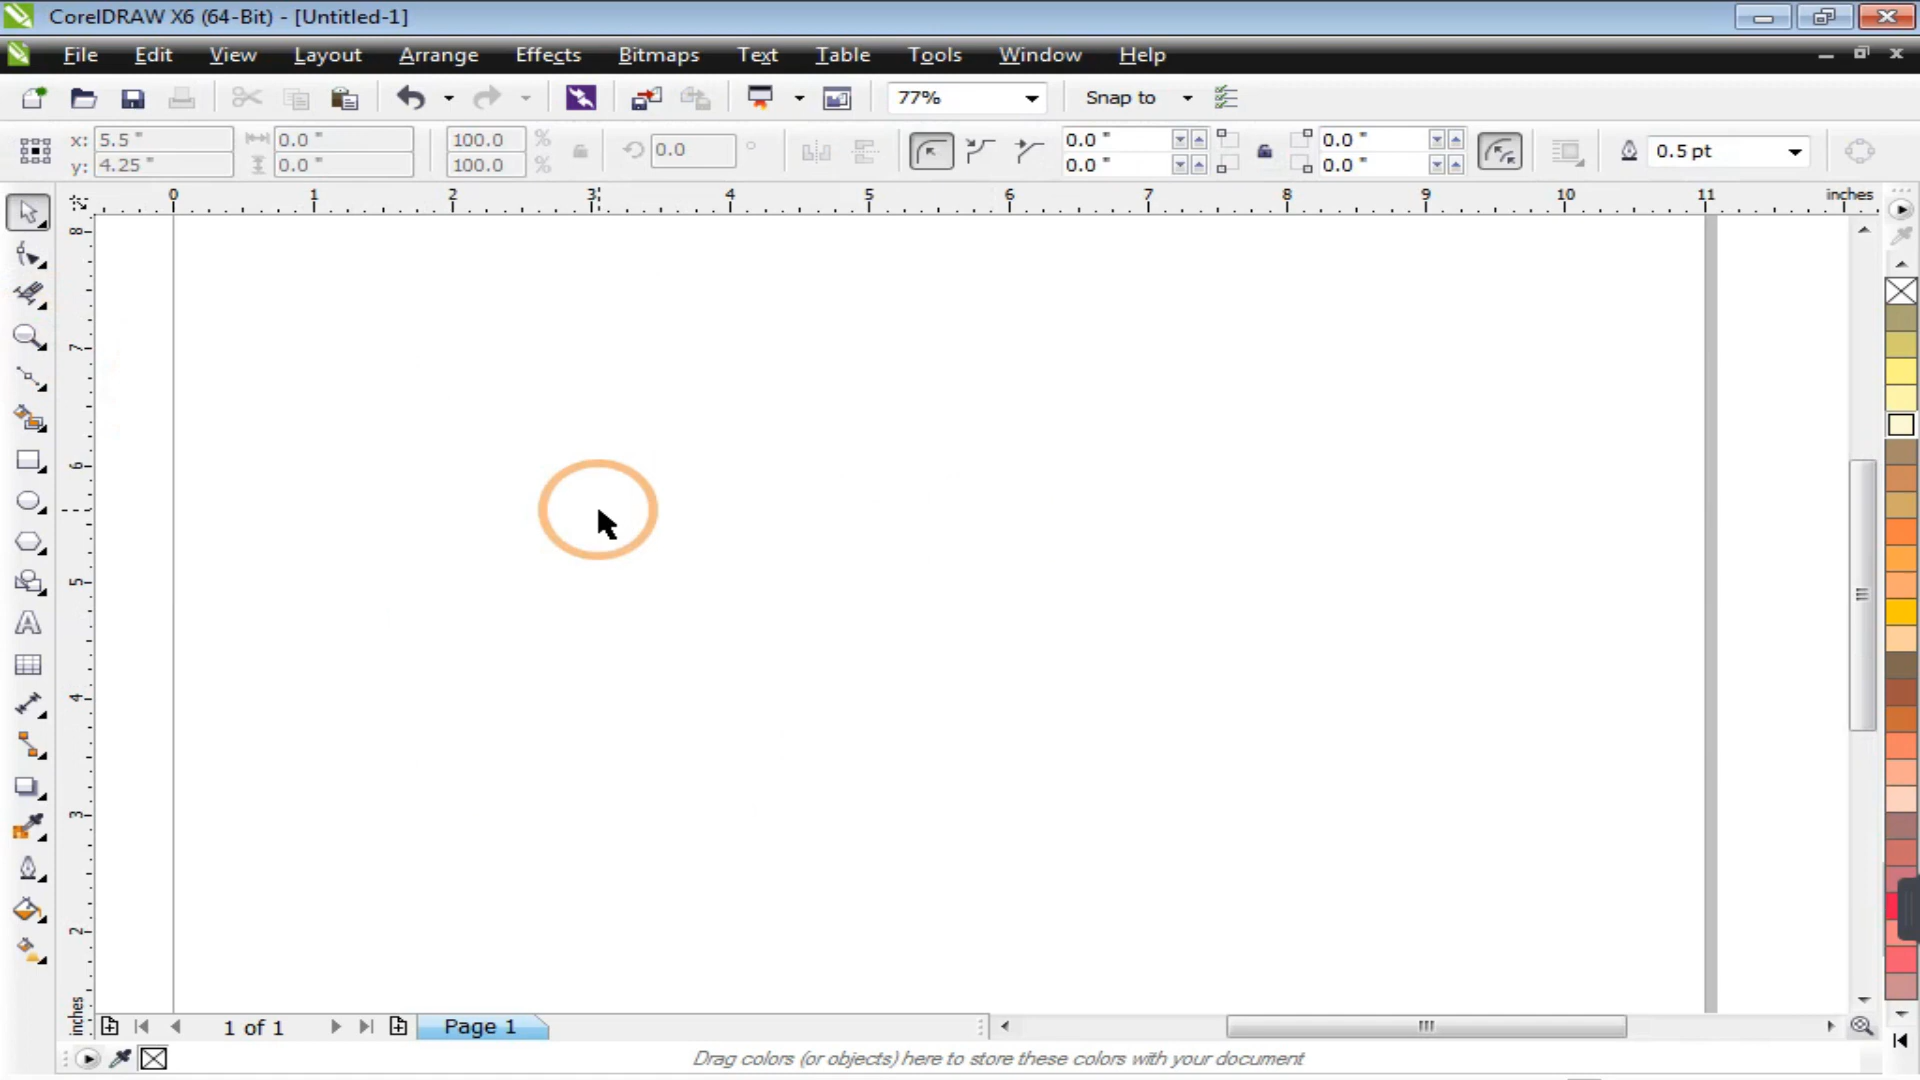 CorelDRAW X6 (64-Bit) - [Untitled-1]
File Edit View Layout Arrange Effects Bitmaps Text Table Tools Window Help
77% Snap to
x: 5.5 " 0.0 " 100.0 % 0.0 ° 0.0 " 0.0 " 0.5 pt
y: 4.25 " 0.0 " 100.0 % 0.0 " 0.0 "
0 1 2 3 4 5 6 7 8 9 10 11 inches
8
7
6
5
4
3
2
inches
1 of 1 Page 1
Drag colors (or objects) here to store these colors with your document